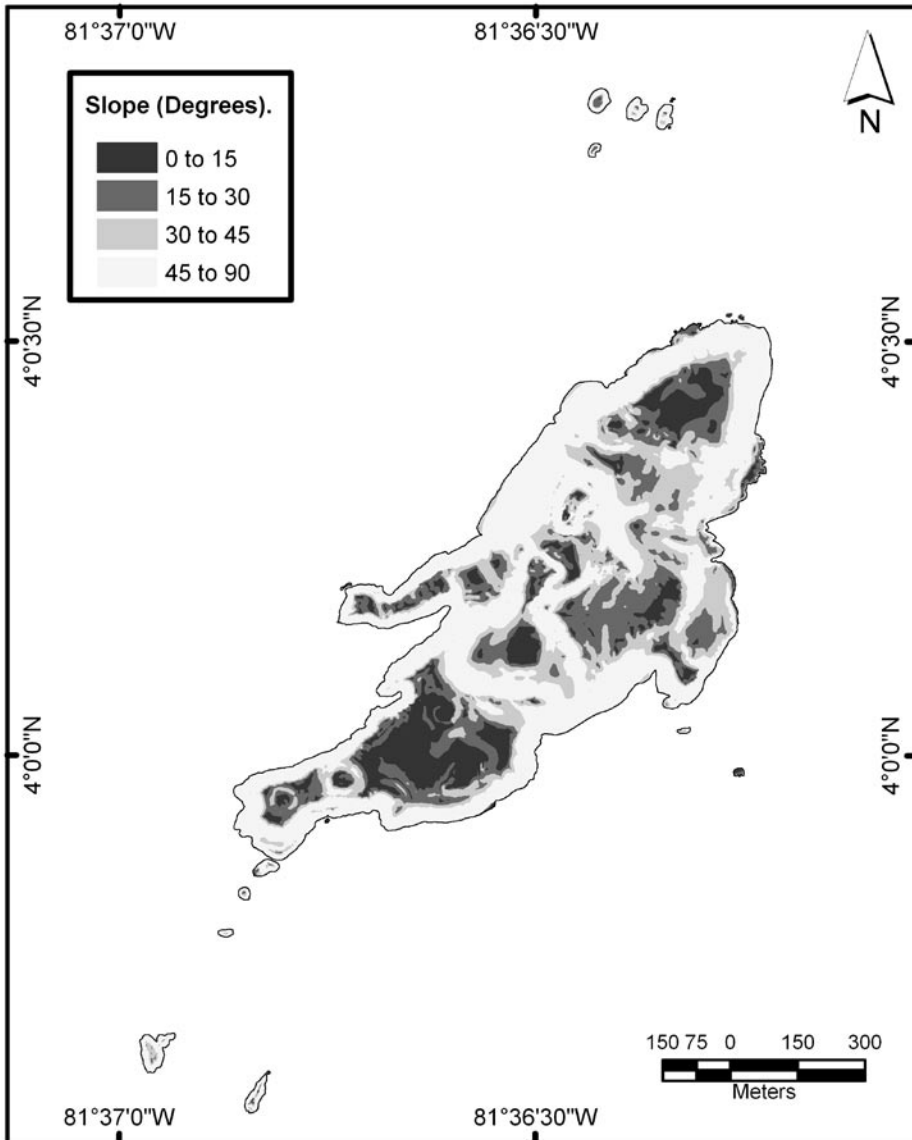 81°37'0"W 81°36'30"W
N
Slope (Degrees).
0 to 15
15 to 30
30 to 45
45 to 90
4°0'30"N 4°0'30"N
4°0'0"N 4°0'0"N
150 75 0 150 300
Meters
81°37'0"W 81°36'30"W